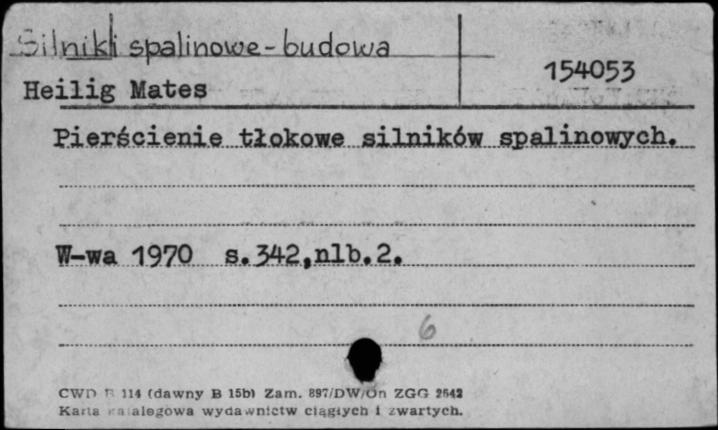 Silniki spalinowe - budowa
154053
Heilig Mates
Pierścienie tłokowe silników spalinowych.
W-wa 1970 s.342,nlb.2.
6
CWD B 114 (dawny B 15b) Zam. 897/DW/On ZGG 2642
Karta katalogowa wydawnictw ciągłych i zwartych.